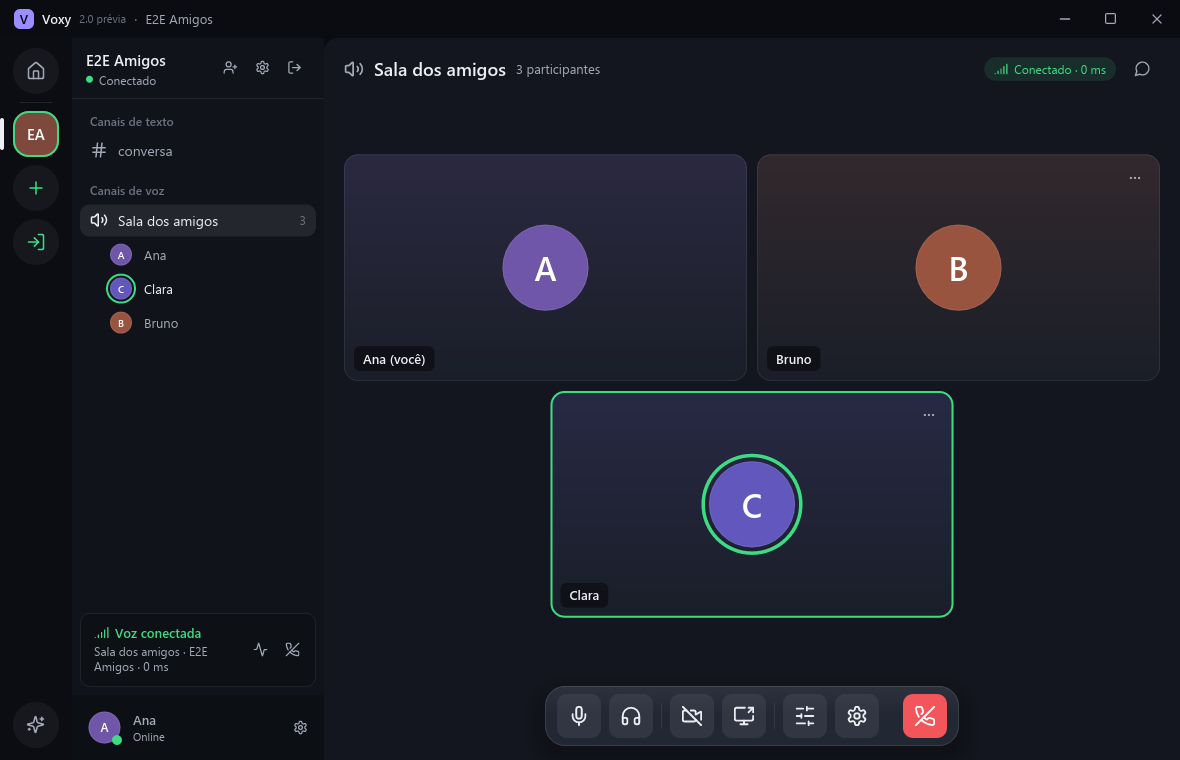 V Voxy 2.0 prévia · E2E Amigos
E2E Amigos
Conectado
EA
Canais de texto
# conversa
Canais de voz
Sala dos amigos 3
A Ana
C Clara
B Bruno
Voz conectada
Sala dos amigos · E2E
Amigos · 0 ms
A Ana
Online
Sala dos amigos 3 participantes
Conectado · 0 ms
A
Ana (você)
B
Bruno
C
Clara